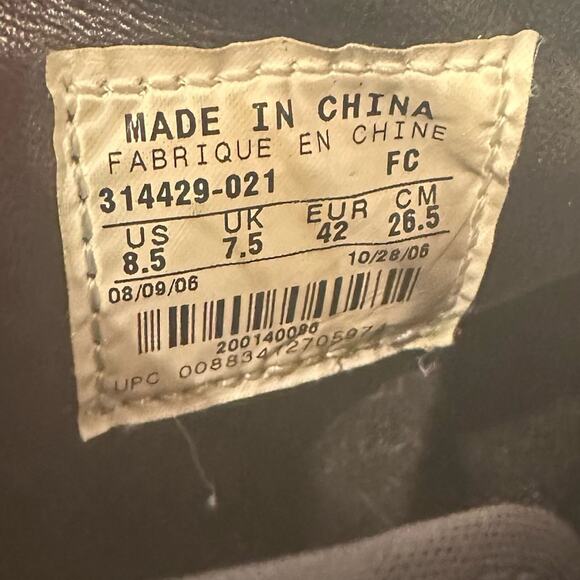 MADE IN CHINA
FABRIQUE EN CHINE
314429-021 FC
US UK EUR CM
8.5 7.5 42 26.5
08/09/06 10/28/06
200140096
UPC